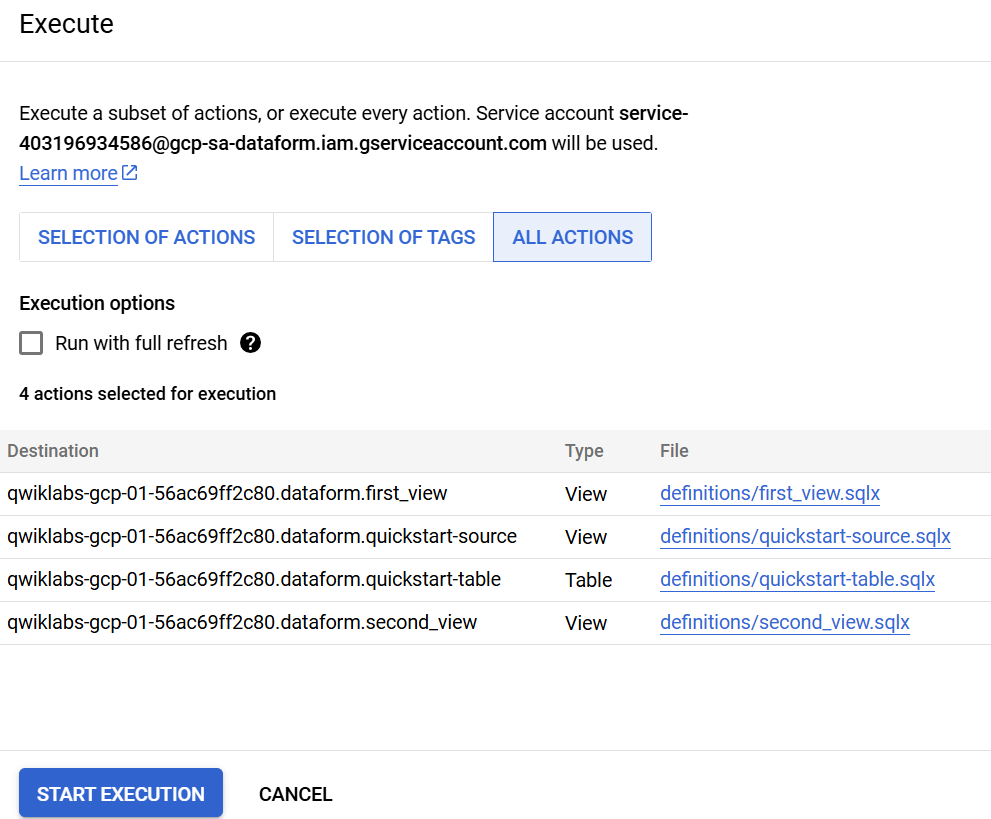 Execute
Execute a subset of actions, or execute every action. Service account service-
403196934586@gcp-sa-dataform.iam.gserviceaccount.com will be used.
Learn more
SELECTION OF ACTIONS SELECTION OF TAGS ALL ACTIONS
Execution options
Run with full refresh ?
4 actions selected for execution
Destination Type File
qwiklabs-gcp-01-56ac69ff2c80.dataform.first_view View definitions/first_view.sqlx
qwiklabs-gcp-01-56ac69ff2c80.dataform.quickstart-source View definitions/quickstart-source.sqlx
qwiklabs-gcp-01-56ac69ff2c80.dataform.quickstart-table Table definitions/quickstart-table.sqlx
qwiklabs-gcp-01-56ac69ff2c80.dataform.second_view View definitions/second_view.sqlx
START EXECUTION CANCEL